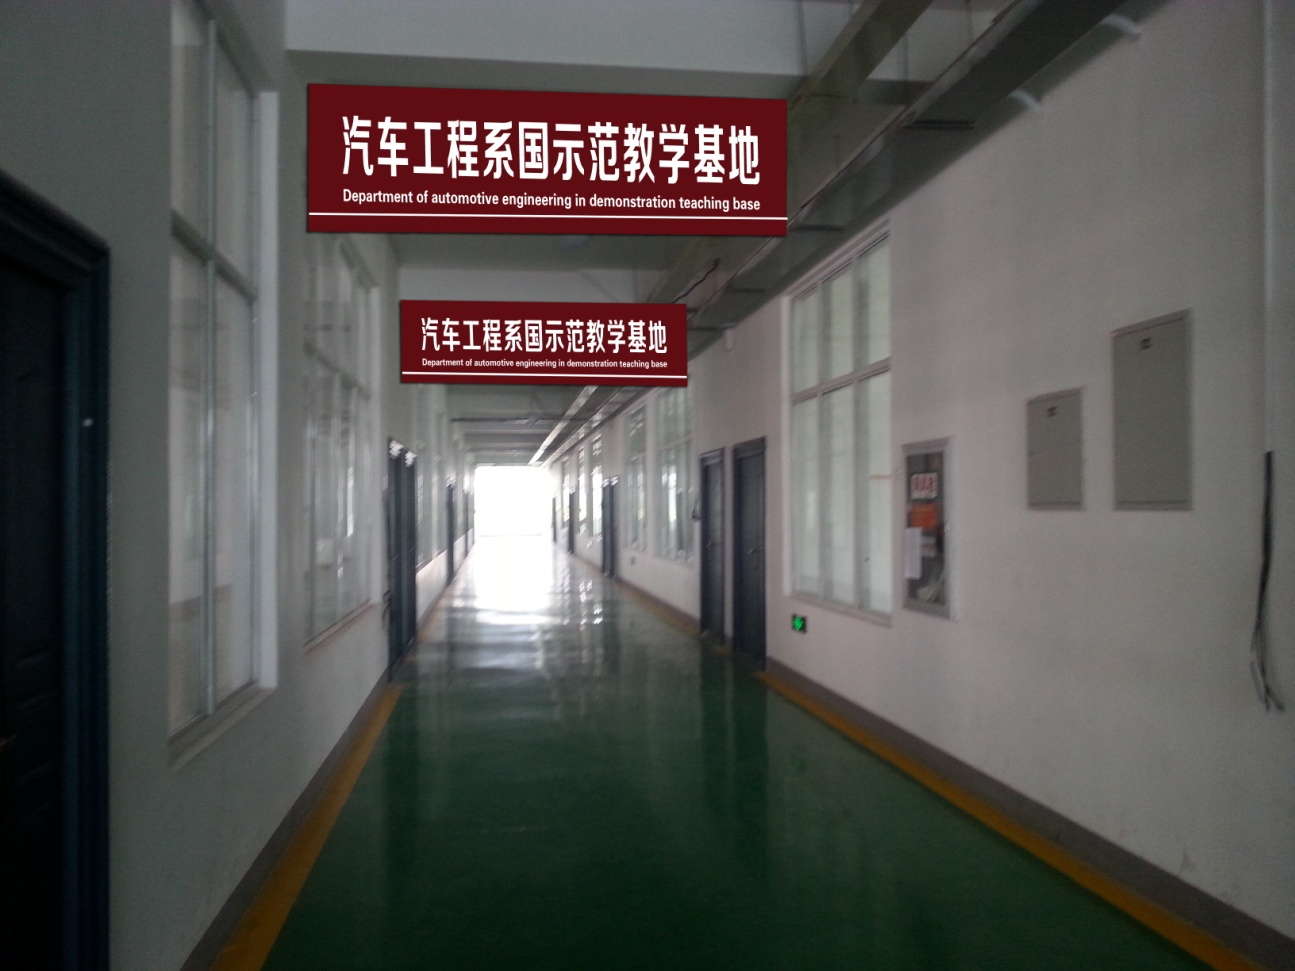 汽车工程系国示范教学基地
Department of automotive engineering in demonstration teaching base
汽车工程系国示范教学基地
Department of automotive engineering in demonstration teaching base